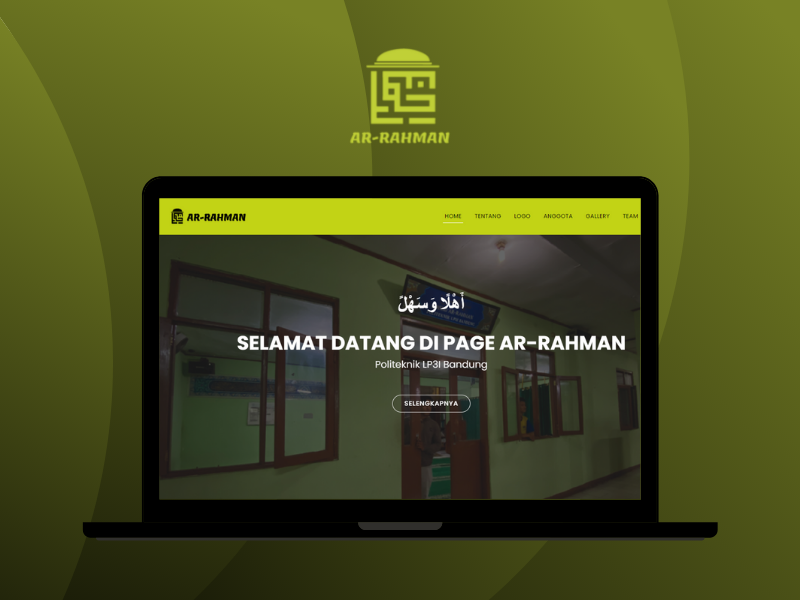 AR-RAHMAN
AR-RAHMAN
HOME TENTANG LOGO ANGGOTA GALLERY TEAM
أَهْلًا وَسَهْلً
SELAMAT DATANG DI PAGE AR-RAHMAN
Politeknik LP3I Bandung
SELENGKAPNYA